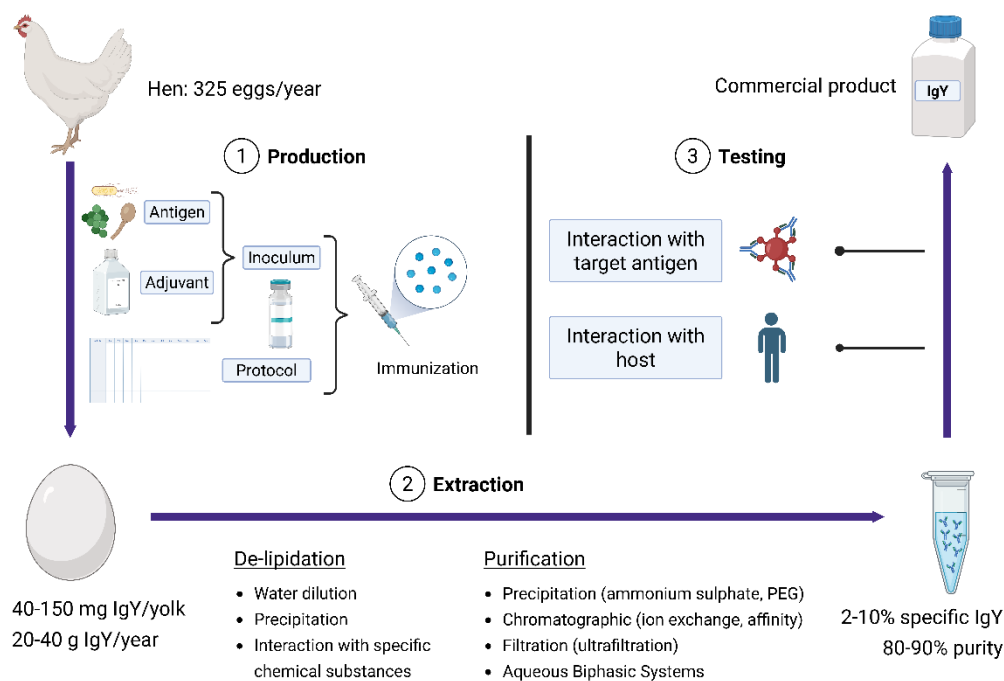 Hen: 325 eggs/year
Commercial product
IgY
1 Production
3 Testing
Antigen
Adjuvant
Inoculum
Protocol
Immunization
Interaction with
target antigen
Interaction with
host
2 Extraction
40-150 mg IgY/yolk
20-40 g IgY/year
De-lipidation
• Water dilution
• Precipitation
• Interaction with specific
chemical substances
Purification
• Precipitation (ammonium sulphate, PEG)
• Chromatographic (ion exchange, affinity)
• Filtration (ultrafiltration)
• Aqueous Biphasic Systems
2-10% specific IgY
80-90% purity